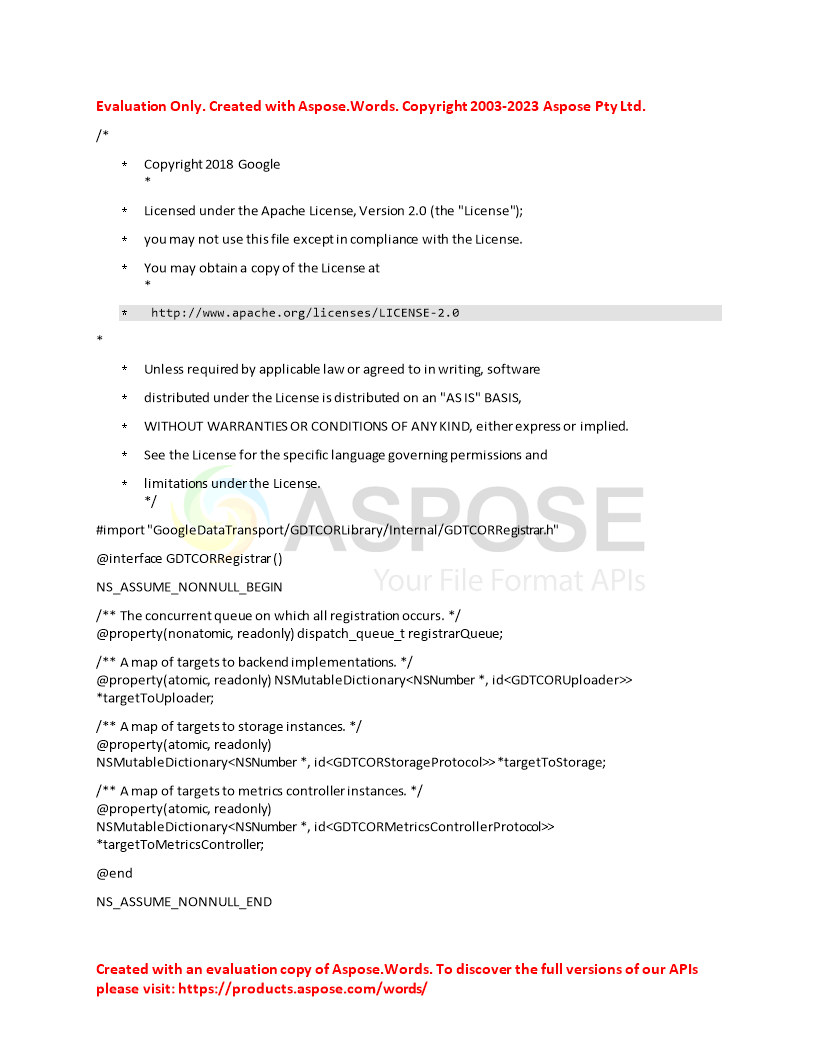 Evaluation Only. Created with Aspose.Words. Copyright 2003-2023 Aspose Pty Ltd.
/*
* Copyright 2018 Google
*
* Licensed under the Apache License, Version 2.0 (the "License");
* you may not use this file except in compliance with the License.
* You may obtain a copy of the License at
*
* http://www.apache.org/licenses/LICENSE-2.0
*
* Unless required by applicable law or agreed to in writing, software
* distributed under the License is distributed on an "AS IS" BASIS,
* WITHOUT WARRANTIES OR CONDITIONS OF ANY KIND, either express or implied.
* See the License for the specific language governing permissions and
* limitations under the License.
*/
ASPOSE
#import "GoogleDataTransport/GDTCORLibrary/Internal/GDTCORRegistrar.h"
@interface GDTCORRegistrar ()
Your File Format APIs
NS_ASSUME_NONNULL_BEGIN
/** The concurrent queue on which all registration occurs. */
@property(nonatomic, readonly) dispatch_queue_t registrarQueue;
/** A map of targets to backend implementations. */
@property(atomic, readonly) NSMutableDictionary<NSNumber *, id<GDTCORUploader>>
*targetToUploader;
/** A map of targets to storage instances. */
@property(atomic, readonly)
NSMutableDictionary<NSNumber *, id<GDTCORStorageProtocol>> *targetToStorage;
/** A map of targets to metrics controller instances. */
@property(atomic, readonly)
NSMutableDictionary<NSNumber *, id<GDTCORMetricsControllerProtocol>>
*targetToMetricsController;
@end
NS_ASSUME_NONNULL_END
Created with an evaluation copy of Aspose.Words. To discover the full versions of our APIs
please visit: https://products.aspose.com/words/